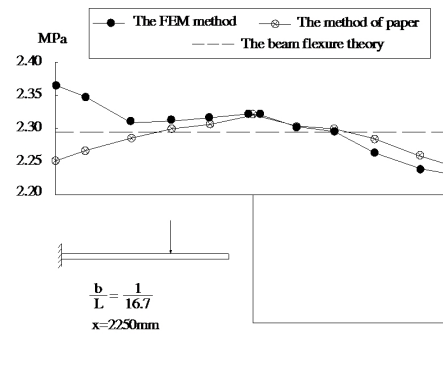 The FEM method The method of paper
The beam flexure theory
MPa
2.40
2.35
2.30
2.25
2.20
b/L = 1/16.7
x=2250mm